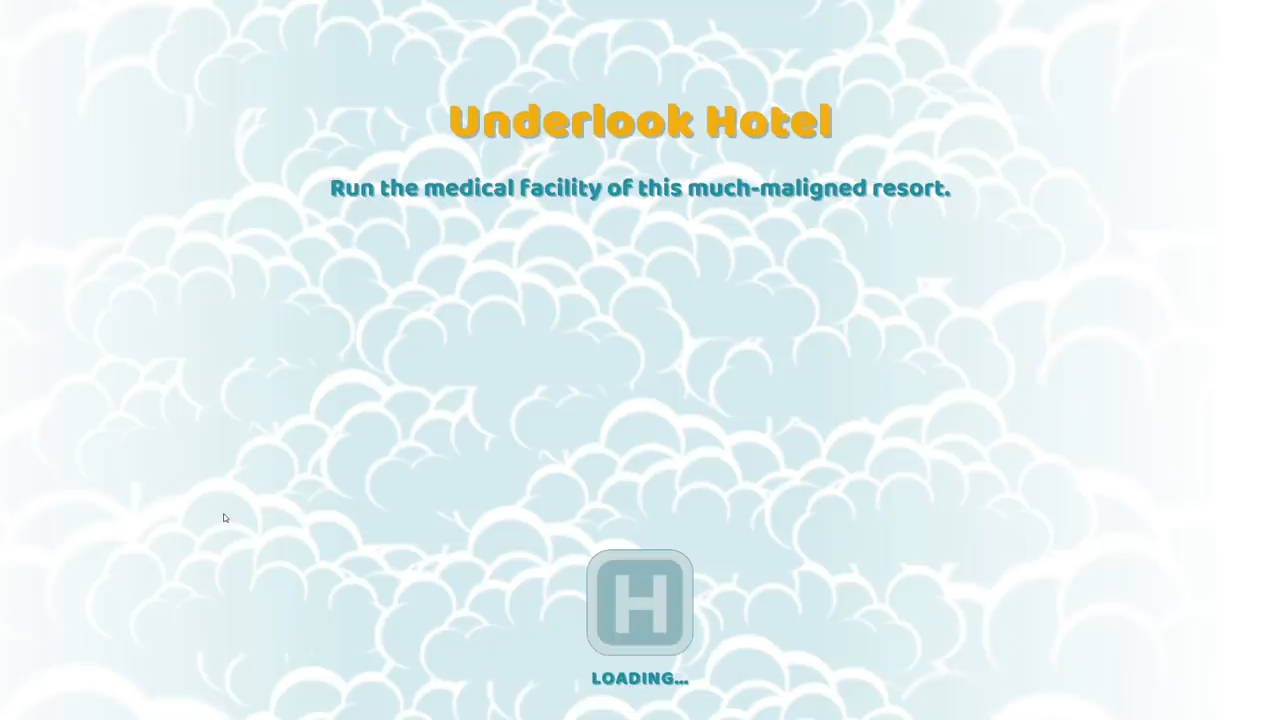 Underlook Hotel
Run the medical facility of this much-maligned resort.
H
LOADING...